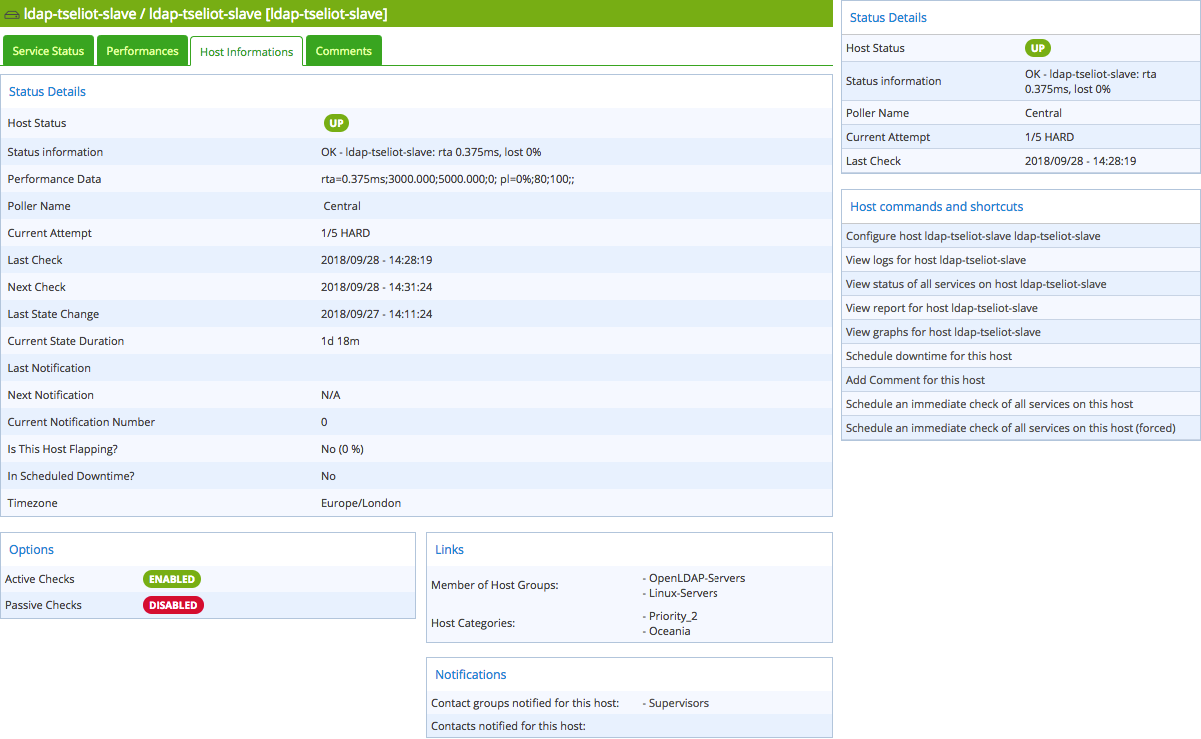 ldap-tseliot-slave / ldap-tseliot-slave [ldap-tseliot-slave]
Service Status Performances Host Informations Comments
Status Details
Host Status UP
Status information OK - ldap-tseliot-slave: rta 0.375ms, lost 0%
Performance Data rta=0.375ms;3000.000;5000.000;0; pl=0%;80;100;;
Poller Name Central
Current Attempt 1/5 HARD
Last Check 2018/09/28 - 14:28:19
Next Check 2018/09/28 - 14:31:24
Last State Change 2018/09/27 - 14:11:24
Current State Duration 1d 18m
Last Notification
Next Notification N/A
Current Notification Number 0
Is This Host Flapping? No (0 %)
In Scheduled Downtime? No
Timezone Europe/London
Options
Active Checks ENABLED
Passive Checks DISABLED
Links
Member of Host Groups: - OpenLDAP-Servers
- Linux-Servers
Host Categories: - Priority_2
- Oceania
Notifications
Contact groups notified for this host: - Supervisors
Contacts notified for this host:
Status Details
Host Status UP
Status information OK - ldap-tseliot-slave: rta
0.375ms, lost 0%
Poller Name Central
Current Attempt 1/5 HARD
Last Check 2018/09/28 - 14:28:19
Host commands and shortcuts
Configure host ldap-tseliot-slave ldap-tseliot-slave
View logs for host ldap-tseliot-slave
View status of all services on host ldap-tseliot-slave
View report for host ldap-tseliot-slave
View graphs for host ldap-tseliot-slave
Schedule downtime for this host
Add Comment for this host
Schedule an immediate check of all services on this host
Schedule an immediate check of all services on this host (forced)